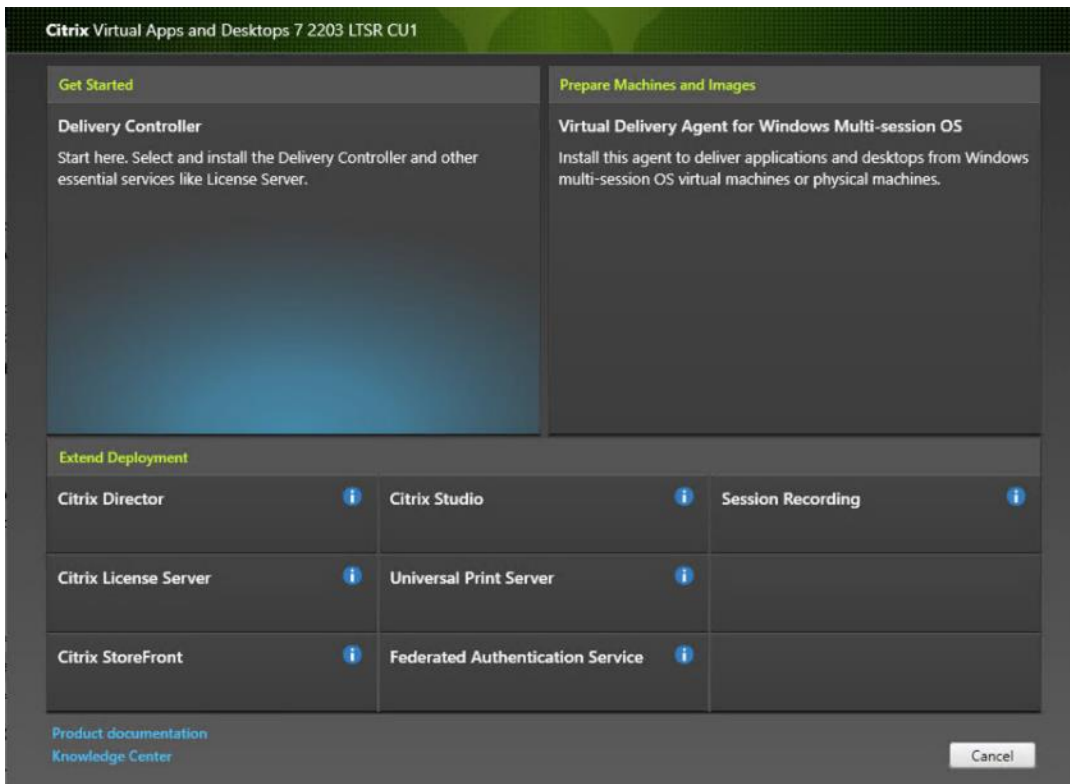 Citrix Virtual Apps and Desktops 7 2203 LTSR CU1
Get Started
Delivery Controller
Start here. Select and install the Delivery Controller and other
essential services like License Server.
Prepare Machines and Images
Virtual Delivery Agent for Windows Multi-session OS
Install this agent to deliver applications and desktops from Windows
multi-session OS virtual machines or physical machines.
Extend Deployment
Citrix Director
Citrix Studio
Session Recording
Citrix License Server
Universal Print Server
Citrix StoreFront
Federated Authentication Service
Product documentation
Knowledge Center
Cancel